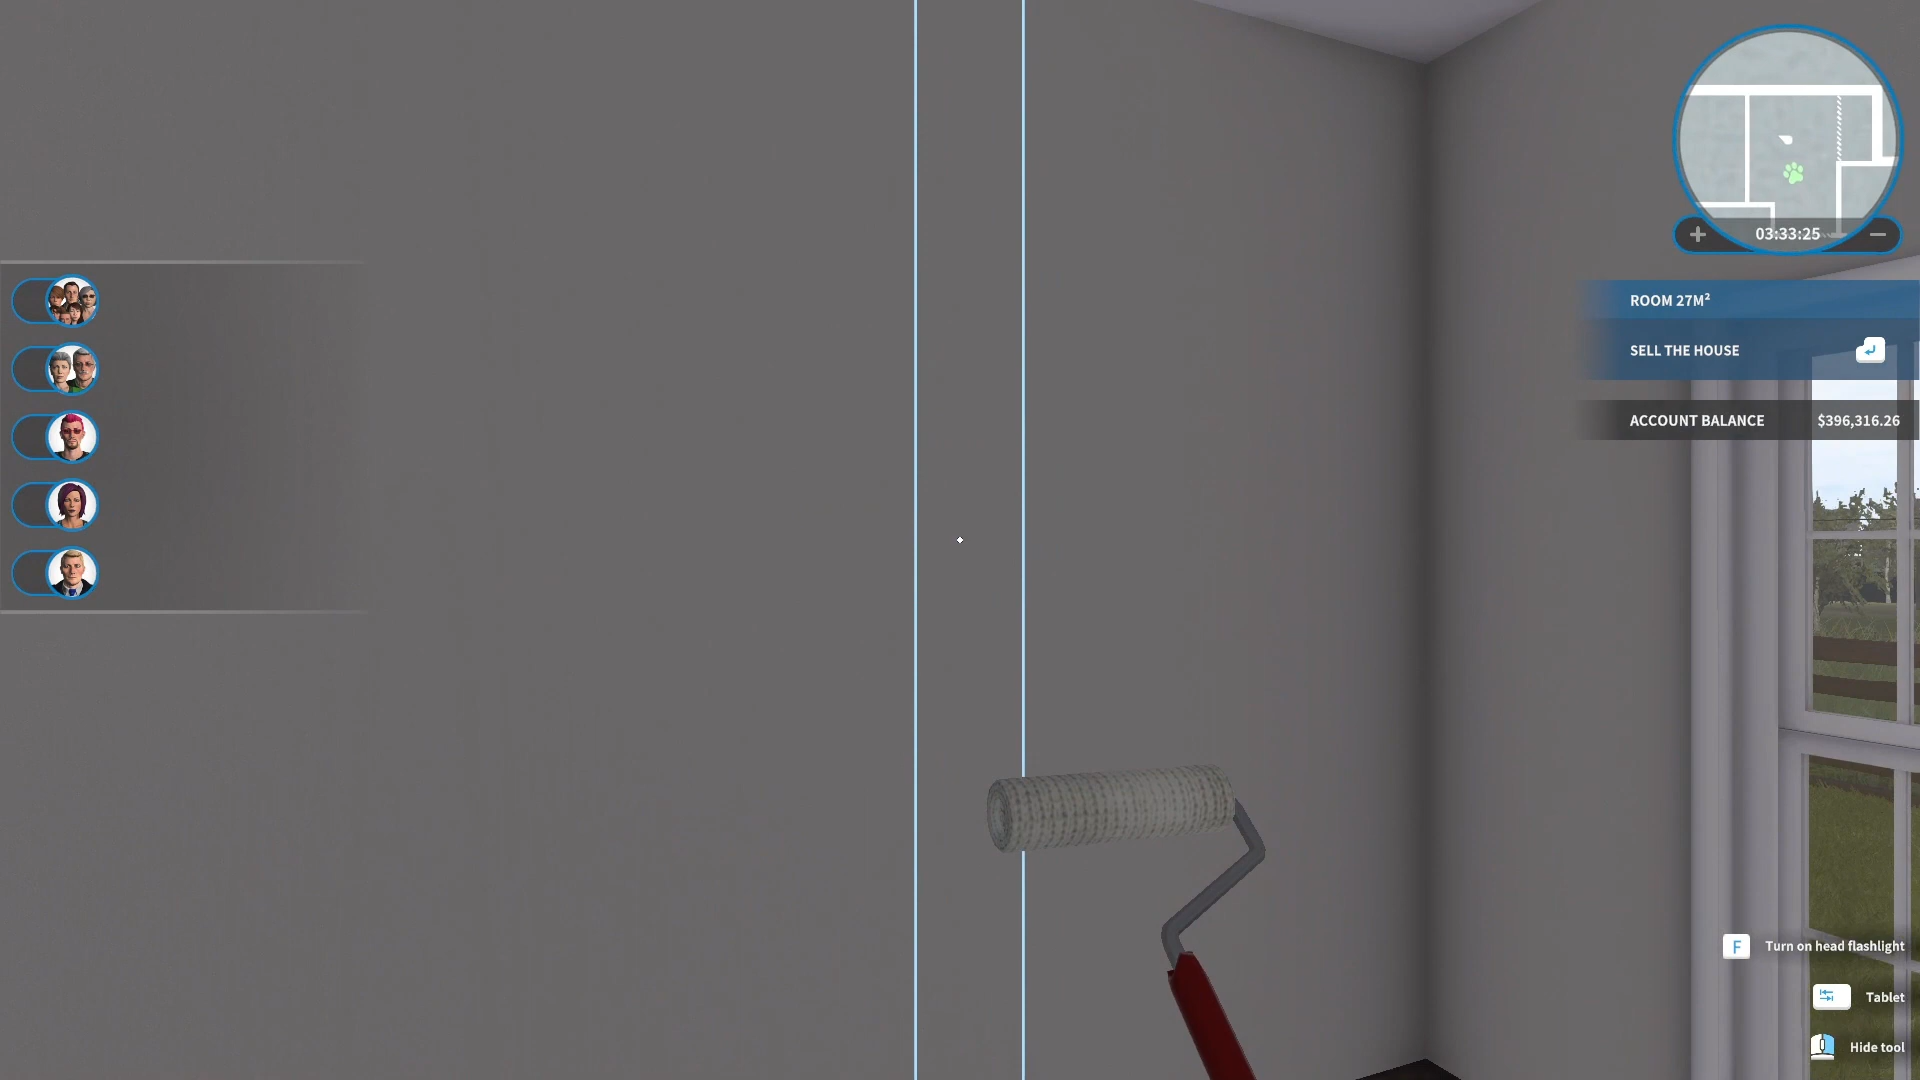 03:33:25
ROOM 27M²
SELL THE HOUSE
ACCOUNT BALANCE $396,316.26
F Turn on head flashlight
Tablet
Hide tool